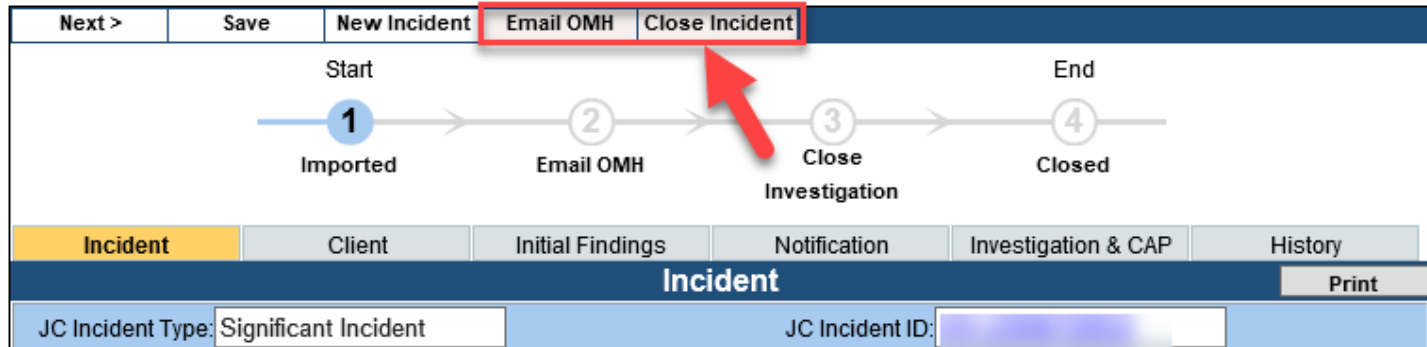 Next > Save New Incident Email OMH Close Incident
Start End
1 2 3 4
Imported Email OMH Close Investigation Closed
Incident Client Initial Findings Notification Investigation & CAP History
Incident Print
JC Incident Type: Significant Incident JC Incident ID: